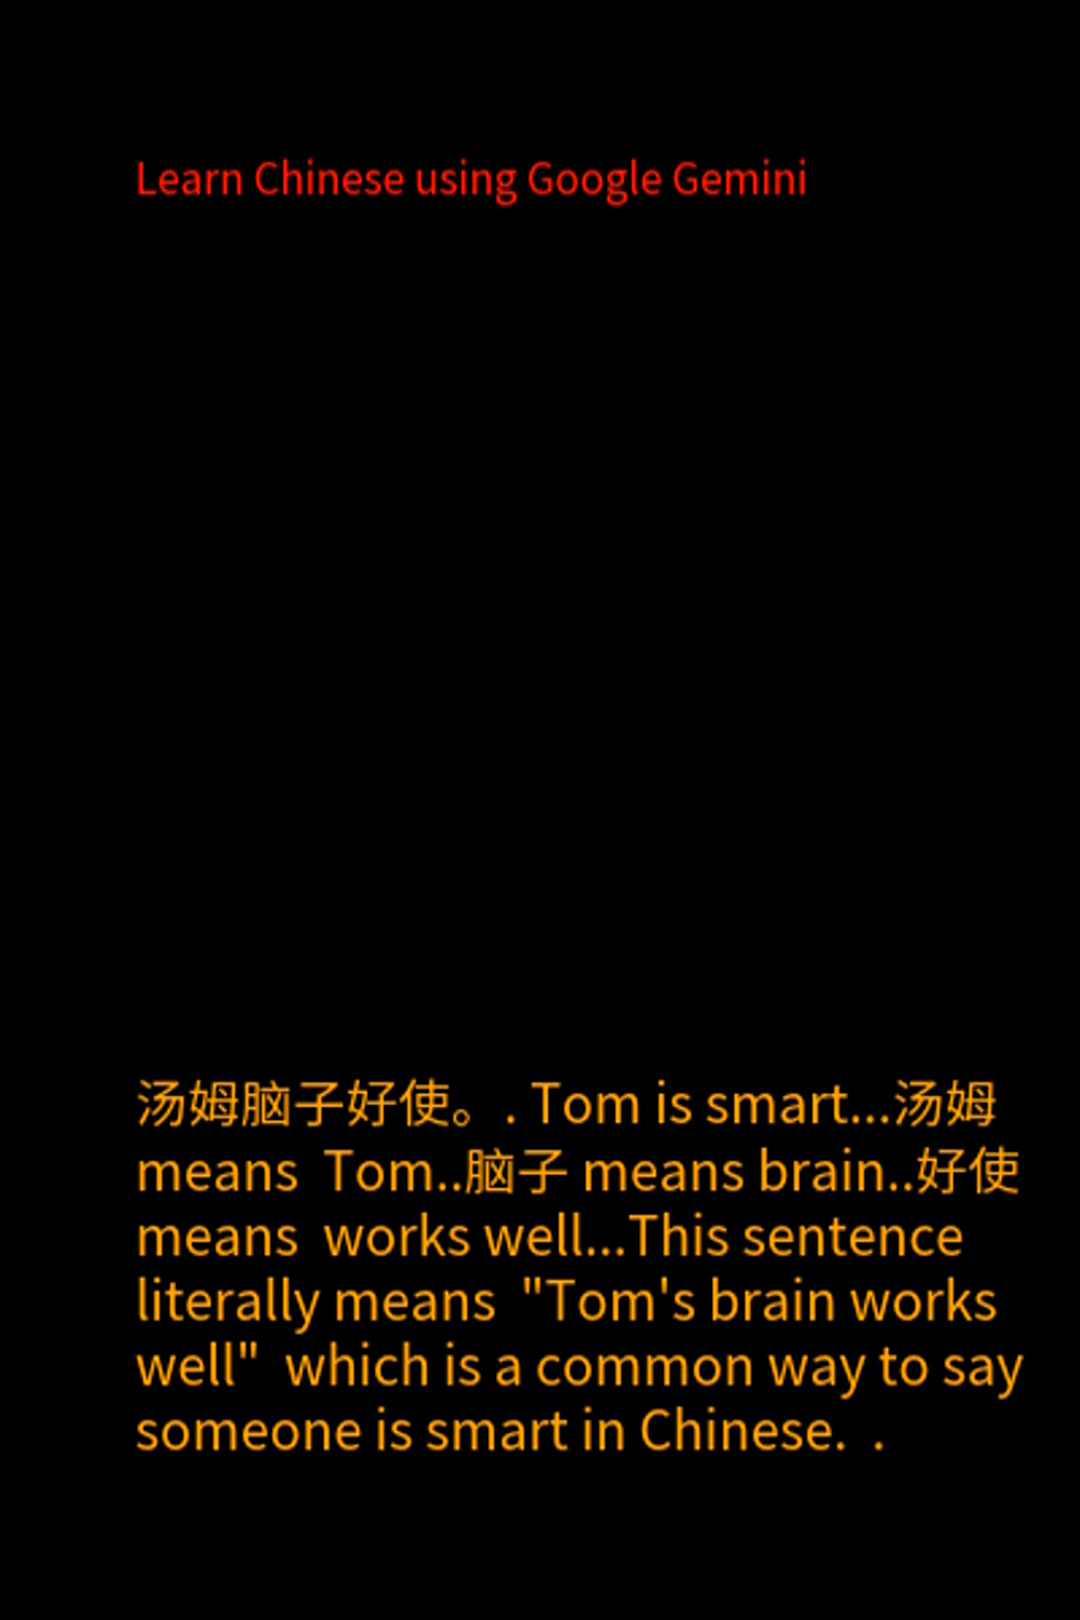 Learn Chinese using Google Gemini
汤姆脑子好使。. Tom is smart...汤姆
means  Tom..脑子 means brain..好使
means  works well...This sentence
literally means  "Tom's brain works
well"  which is a common way to say
someone is smart in Chinese.  .